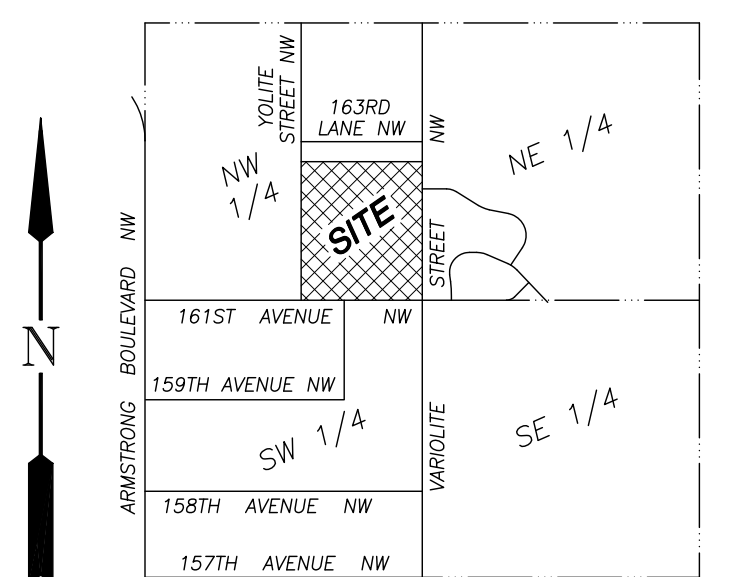 YOLITE
STREET NW
163RD
LANE NW
NW
NE 1/4
NW
1/4
SITE
STREET
BOULEVARD NW
N
161ST AVENUE NW
159TH AVENUE NW
ARMSTRONG
SW 1/4
VARIOLITE
SE 1/4
158TH AVENUE NW
157TH AVENUE NW